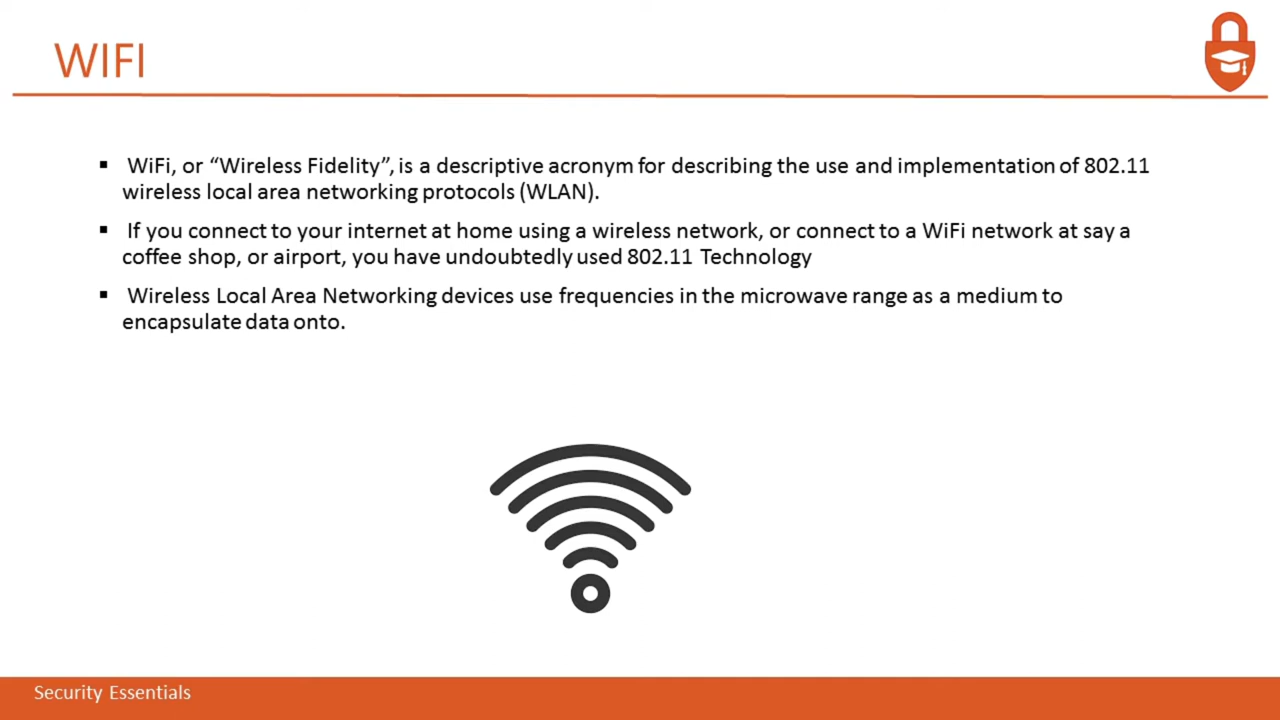 WIFI
▪ WiFi, or “Wireless Fidelity”, is a descriptive acronym for describing the use and implementation of 802.11
wireless local area networking protocols (WLAN).
▪ If you connect to your internet at home using a wireless network, or connect to a WiFi network at say a
coffee shop, or airport, you have undoubtedly used 802.11 Technology
▪ Wireless Local Area Networking devices use frequencies in the microwave range as a medium to
encapsulate data onto.
Security Essentials